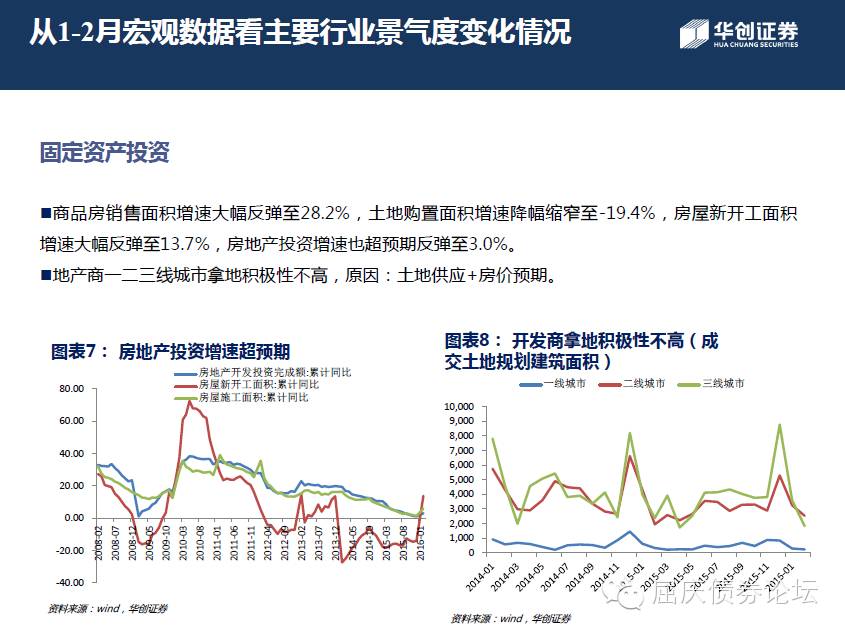 从1-2月宏观数据看主要行业景气度变化情况
华创证券
HUA CHUANG SECURITIES
固定资产投资
■商品房销售面积增速大幅反弹至28.2%，土地购置面积增速降幅缩窄至-19.4%，房屋新开工面积
增速大幅反弹至13.7%，房地产投资增速也超预期反弹至3.0%。
■地产商一二三线城市拿地积极性不高，原因：土地供应+房价预期。
图表7： 房地产投资增速超预期
房地产开发投资完成额:累计同比
房屋新开工面积:累计同比
房屋施工面积:累计同比
80.00
60.00
40.00
20.00
0.00
-20.00
-40.00
2008-02
2008-07
2008-12
2009-05
2009-10
2010-03
2010-08
2011-01
2011-06
2011-11
2012-04
2012-09
2013-02
2013-07
2013-12
2014-05
2014-10
2015-03
2015-08
2016-01
资料来源：wind，华创证券
图表8： 开发商拿地积极性不高（成
交土地规划建筑面积）
一线城市
二线城市
三线城市
10,000
9,000
8,000
7,000
6,000
5,000
4,000
3,000
2,000
1,000
0
2014-01
2014-03
2014-05
2014-07
2014-09
2014-11
2015-01
2015-03
2015-05
2015-07
2015-09
2015-11
2016-01
资料来源：wind，华创证券
屈庆债券论坛